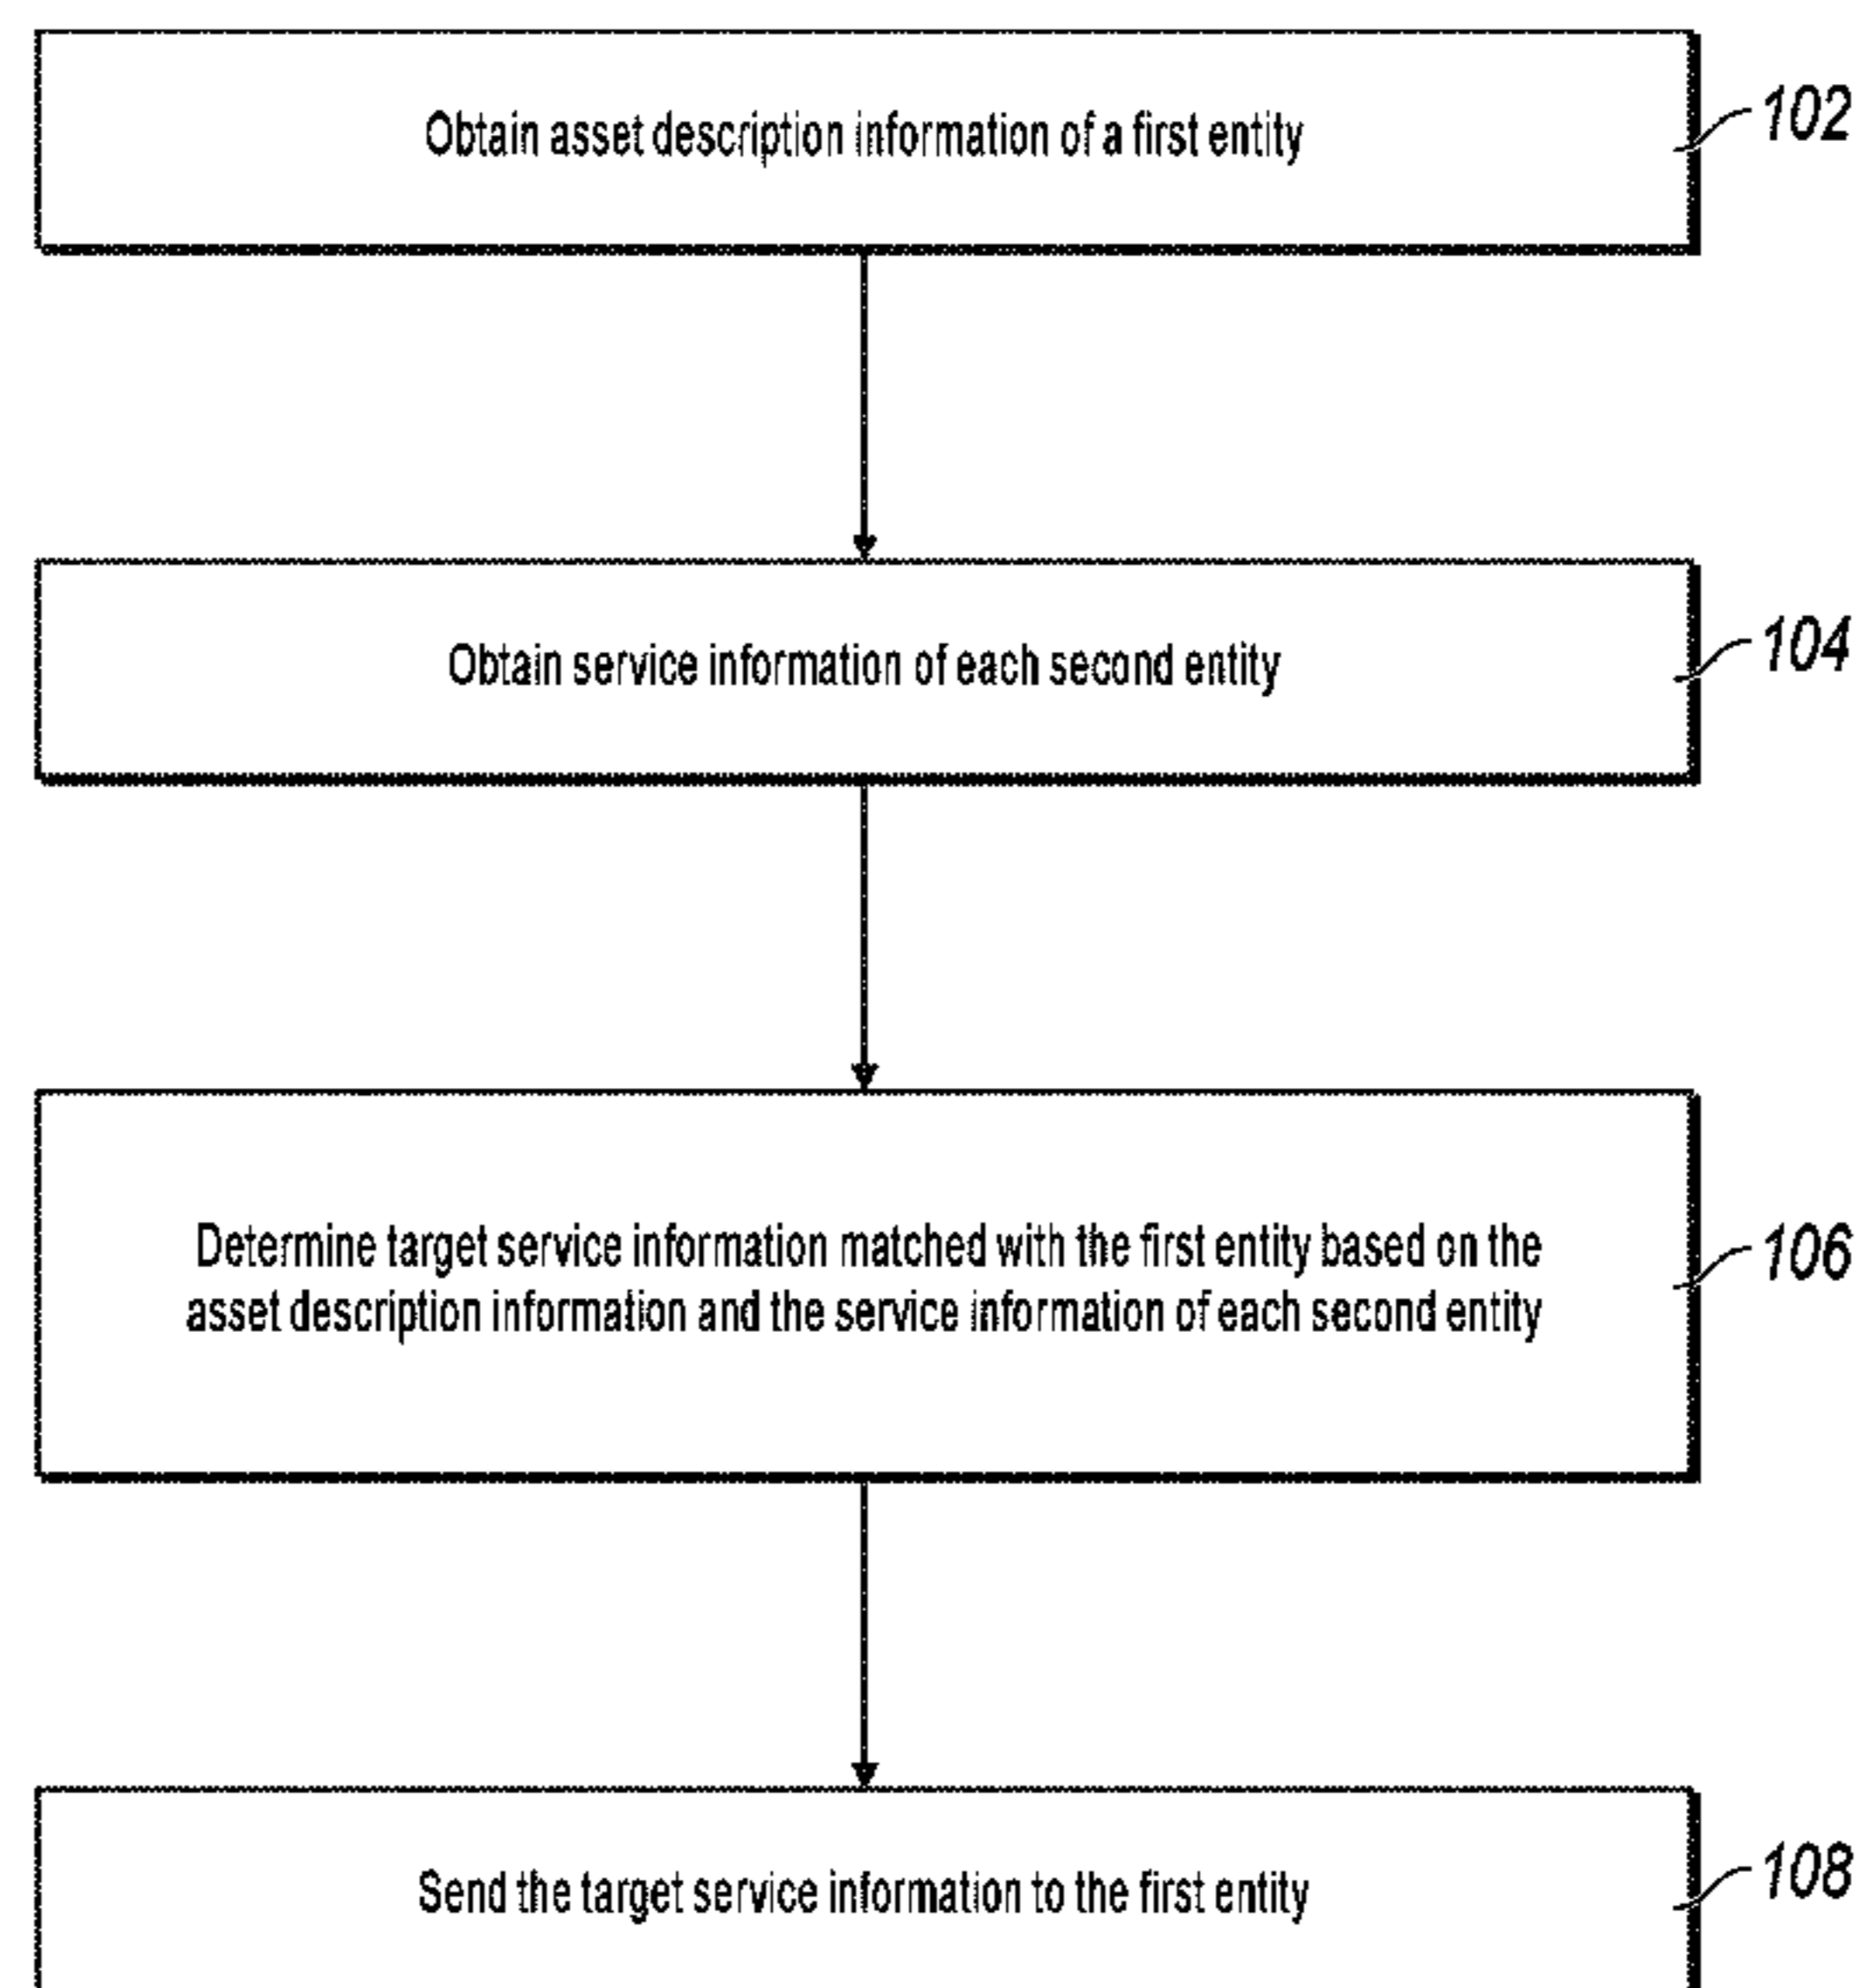 Obtain asset description information of a first entity
102
Obtain service information of each second entity
104
Determine target service information matched with the first entity based on the
asset description information and the service information of each second entity
106
Send the target service information to the first entity
108